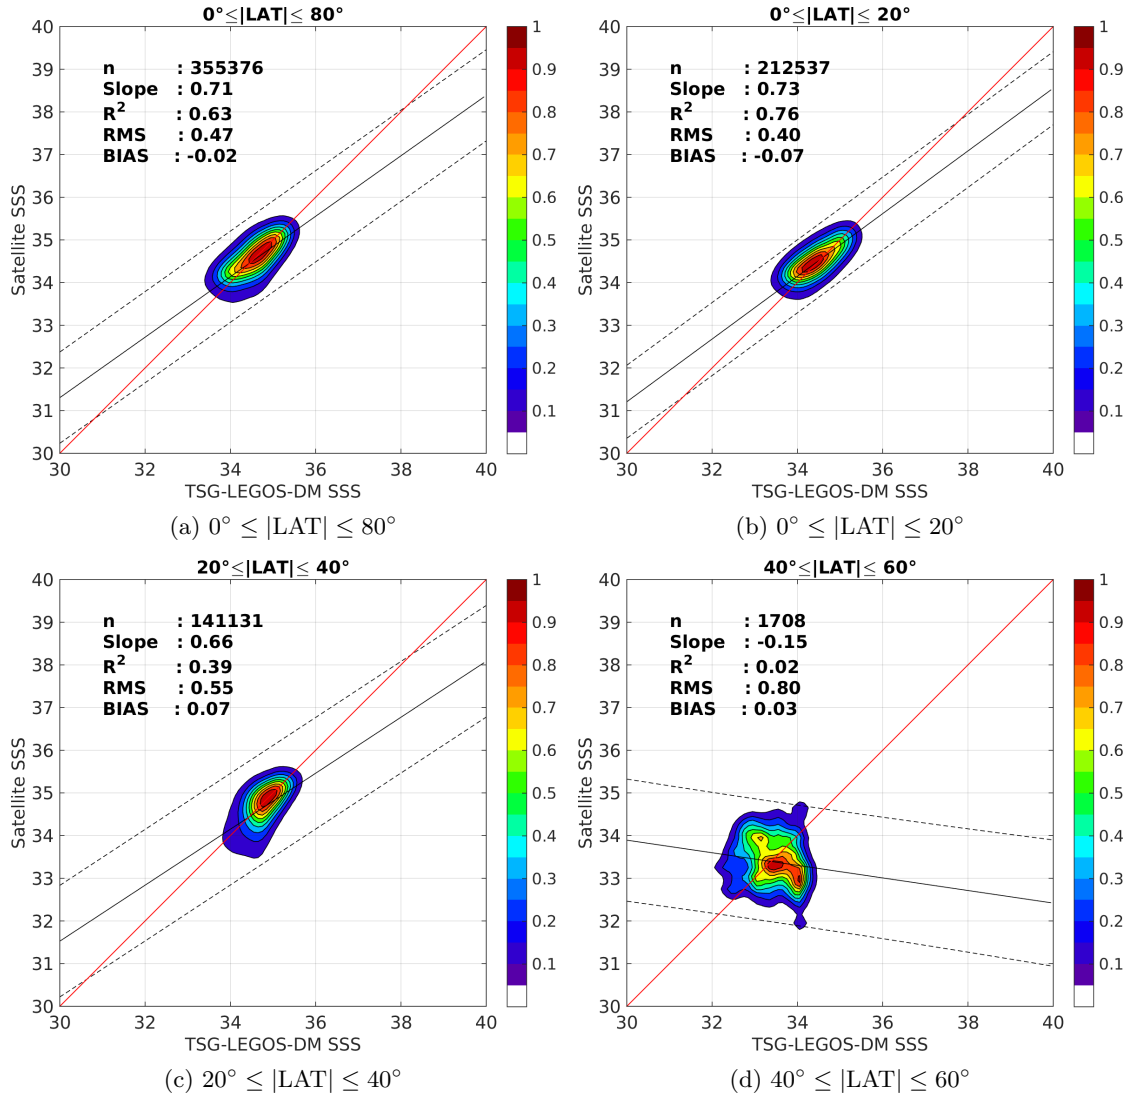 0°≤|LAT|≤ 80°
n : 355376
Slope : 0.71
R² : 0.63
RMS : 0.47
BIAS : -0.02
40
39
38
37
36
35
34
33
32
31
30
30 32 34 36 38 40
Satellite SSS
TSG-LEGOS-DM SSS
1
0.9
0.8
0.7
0.6
0.5
0.4
0.3
0.2
0.1
(a) 0° ≤ |LAT| ≤ 80°
0°≤|LAT|≤ 20°
n : 212537
Slope : 0.73
R² : 0.76
RMS : 0.40
BIAS : -0.07
40
39
38
37
36
35
34
33
32
31
30
30 32 34 36 38 40
Satellite SSS
TSG-LEGOS-DM SSS
1
0.9
0.8
0.7
0.6
0.5
0.4
0.3
0.2
0.1
(b) 0° ≤ |LAT| ≤ 20°
20°≤|LAT|≤ 40°
n : 141131
Slope : 0.66
R² : 0.39
RMS : 0.55
BIAS : 0.07
40
39
38
37
36
35
34
33
32
31
30
30 32 34 36 38 40
Satellite SSS
TSG-LEGOS-DM SSS
1
0.9
0.8
0.7
0.6
0.5
0.4
0.3
0.2
0.1
(c) 20° ≤ |LAT| ≤ 40°
40°≤|LAT|≤ 60°
n : 1708
Slope : -0.15
R² : 0.02
RMS : 0.80
BIAS : 0.03
40
39
38
37
36
35
34
33
32
31
30
30 32 34 36 38 40
Satellite SSS
TSG-LEGOS-DM SSS
1
0.9
0.8
0.7
0.6
0.5
0.4
0.3
0.2
0.1
(d) 40° ≤ |LAT| ≤ 60°